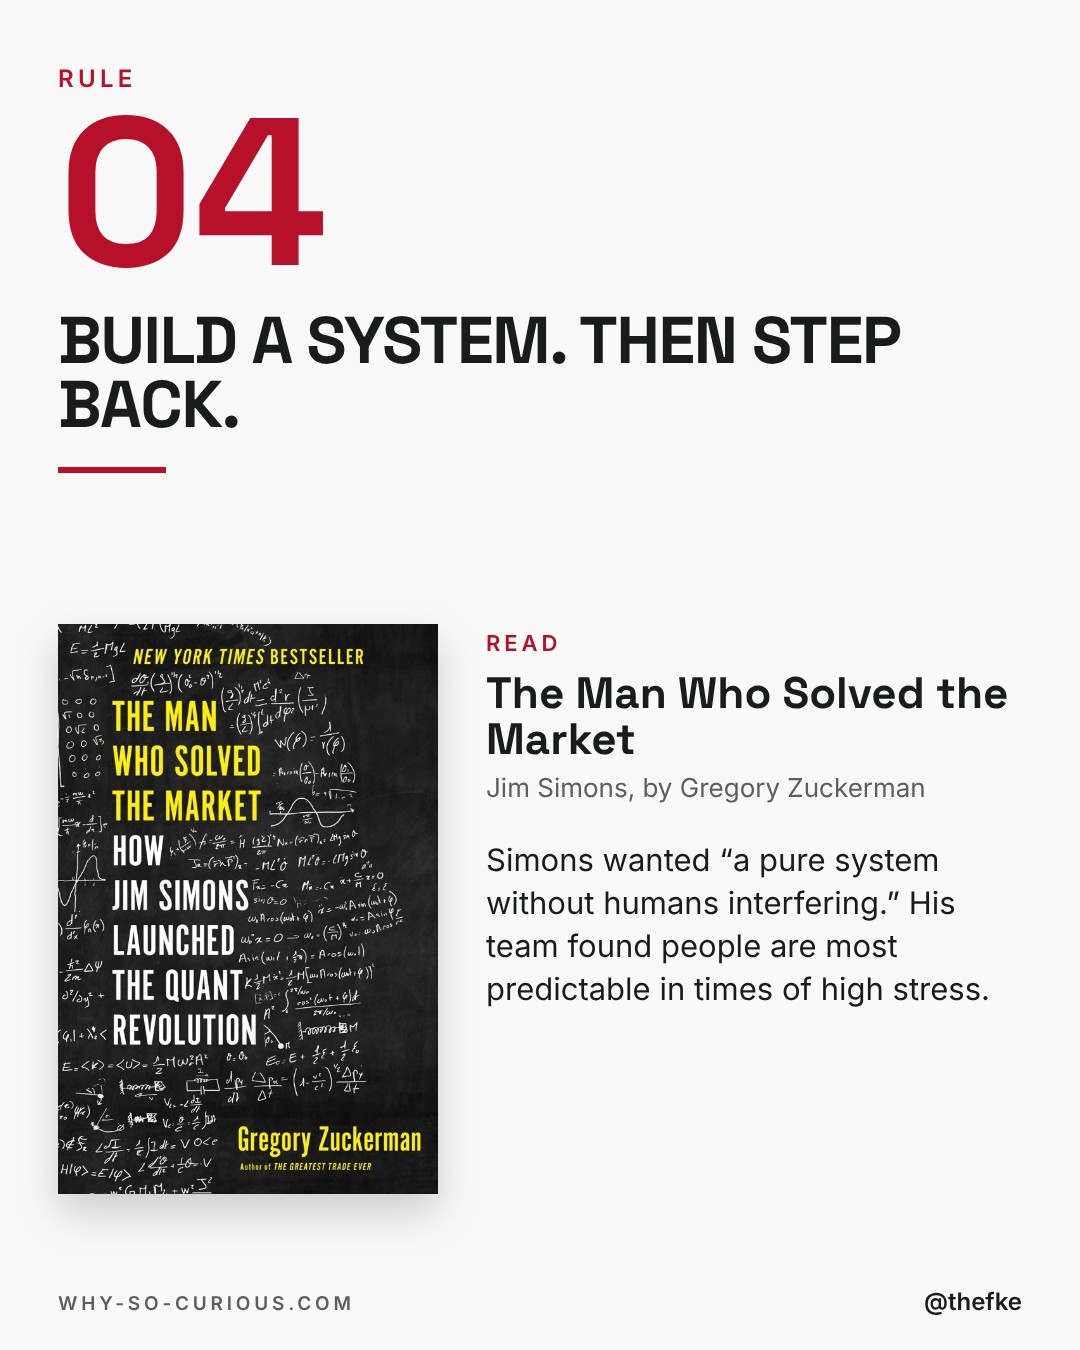 RULE
04
BUILD A SYSTEM. THEN STEP
BACK.
NEW YORK TIMES BESTSELLER
THE MAN
WHO SOLVED
THE MARKET
HOW
JIM SIMONS
LAUNCHED
THE QUANT
REVOLUTION
Gregory Zuckerman
Author of THE GREATEST TRADE EVER
READ
The Man Who Solved the
Market
Jim Simons, by Gregory Zuckerman
Simons wanted “a pure system
without humans interfering.” His
team found people are most
predictable in times of high stress.
WHY-SO-CURIOUS.COM
@thefke